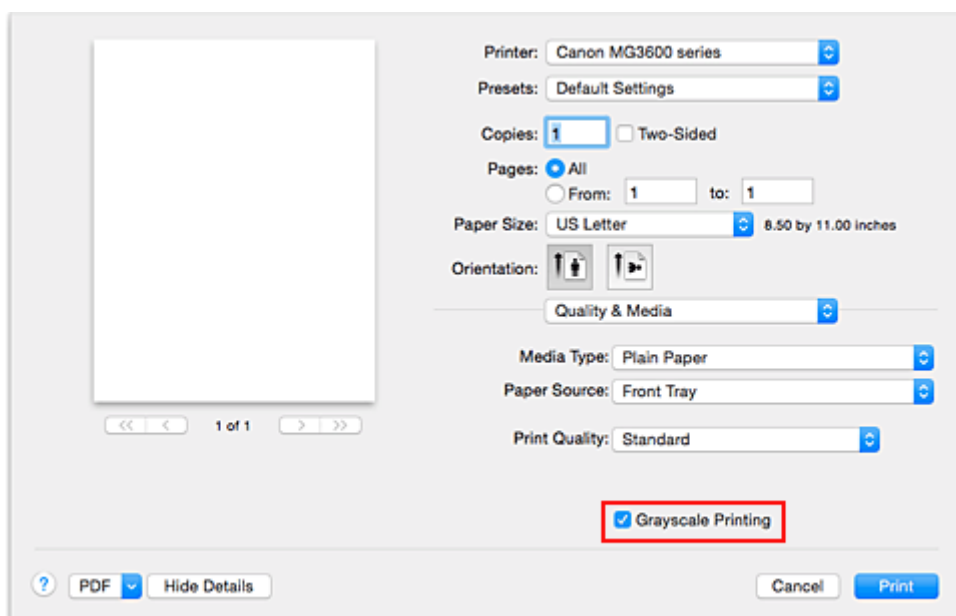 Printer: Canon MG3600 series
Presets: Default Settings
Copies: 1 Two-Sided
Pages: All
From: 1 to: 1
Paper Size: US Letter 8.50 by 11.00 inches
Orientation:
Quality & Media
Media Type: Plain Paper
Paper Source: Front Tray
<< < 1 of 1 > >>
Print Quality: Standard
Grayscale Printing
? PDF Hide Details Cancel Print